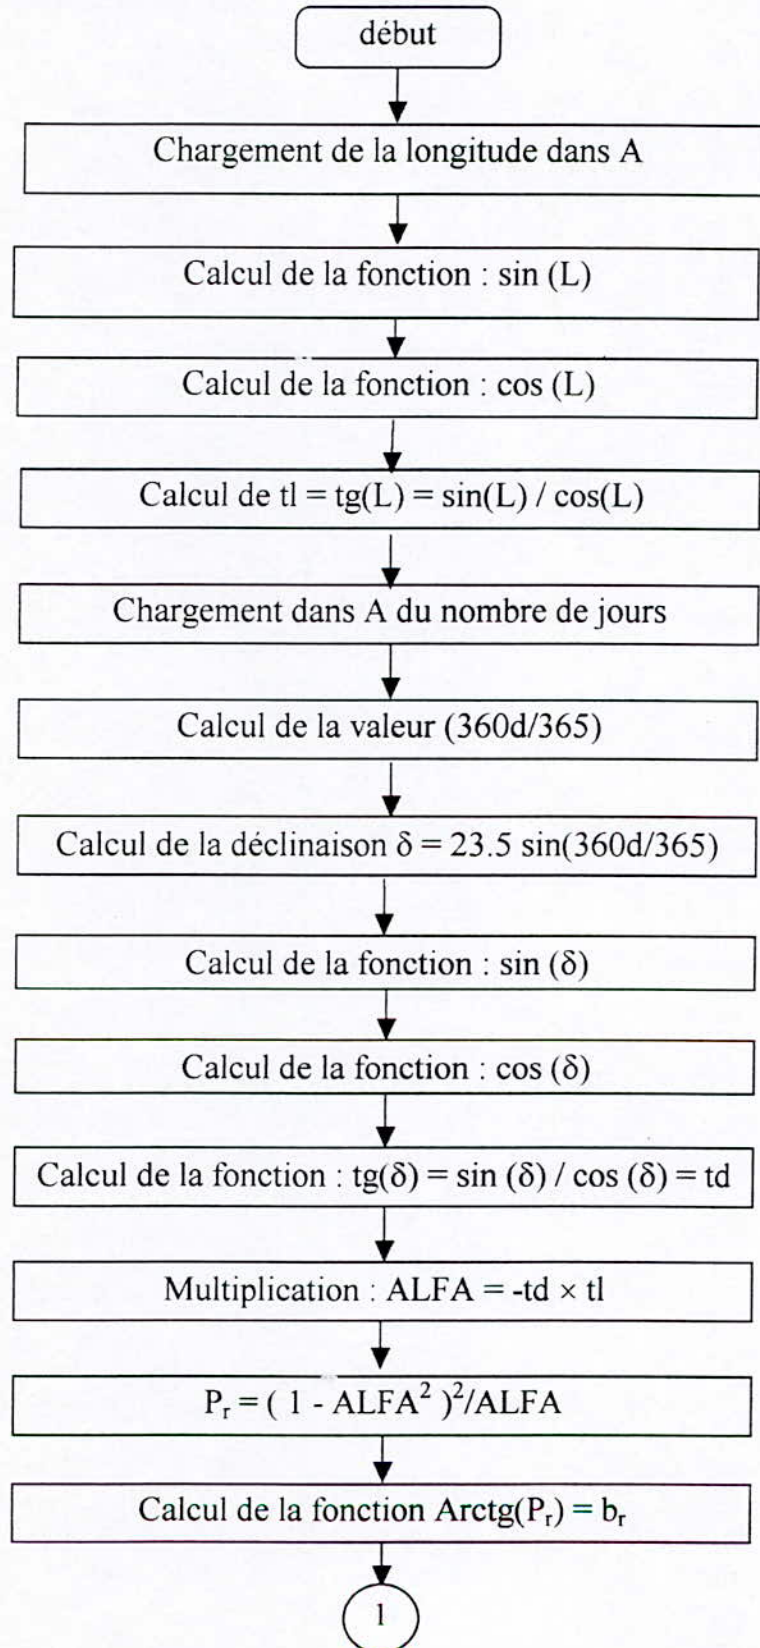 début
Chargement de la longitude dans A
Calcul de la fonction : sin (L)
Calcul de la fonction : cos (L)
Calcul de tl = tg(L) = sin(L) / cos(L)
Chargement dans A du nombre de jours
Calcul de la valeur (360d/365)
Calcul de la déclinaison δ = 23.5 sin(360d/365)
Calcul de la fonction : sin (δ)
Calcul de la fonction : cos (δ)
Calcul de la fonction : tg(δ) = sin (δ) / cos (δ) = td
Multiplication : ALFA = -td × tl
Pr = ( 1 - ALFA² )²/ALFA
Calcul de la fonction Arctg(Pr) = br
1